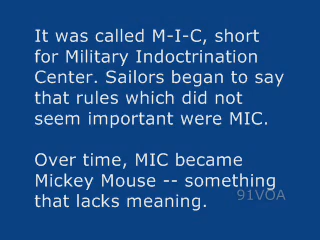 It was called M-I-C, short
for Military Indoctrination
Center. Sailors began to say
that rules which did not
seem important were MIC.
Over time, MIC became
Mickey Mouse -- something
that lacks meaning.
91VOA